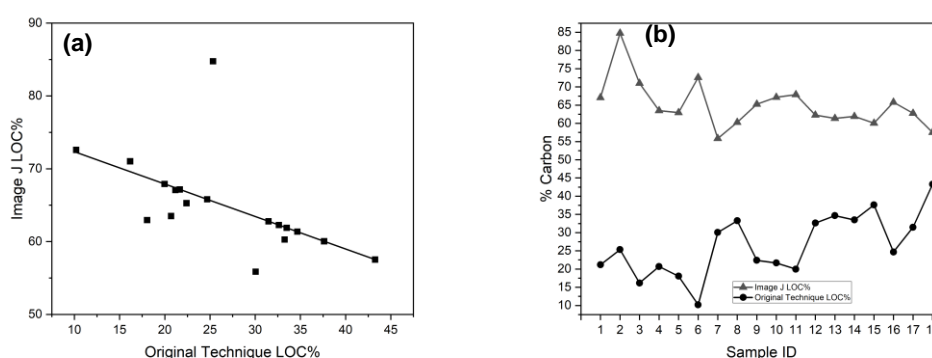 (a)
90
80
70
60
50
Image J LOC%
10 15 20 25 30 35 40 45
Original Technique LOC%
(b)
85
80
75
70
65
60
55
50
45
40
35
30
25
20
15
10
% Carbon
Image J LOC%
Original Technique LOC%
1 2 3 4 5 6 7 8 9 10 11 12 13 14 15 16 17
Sample ID